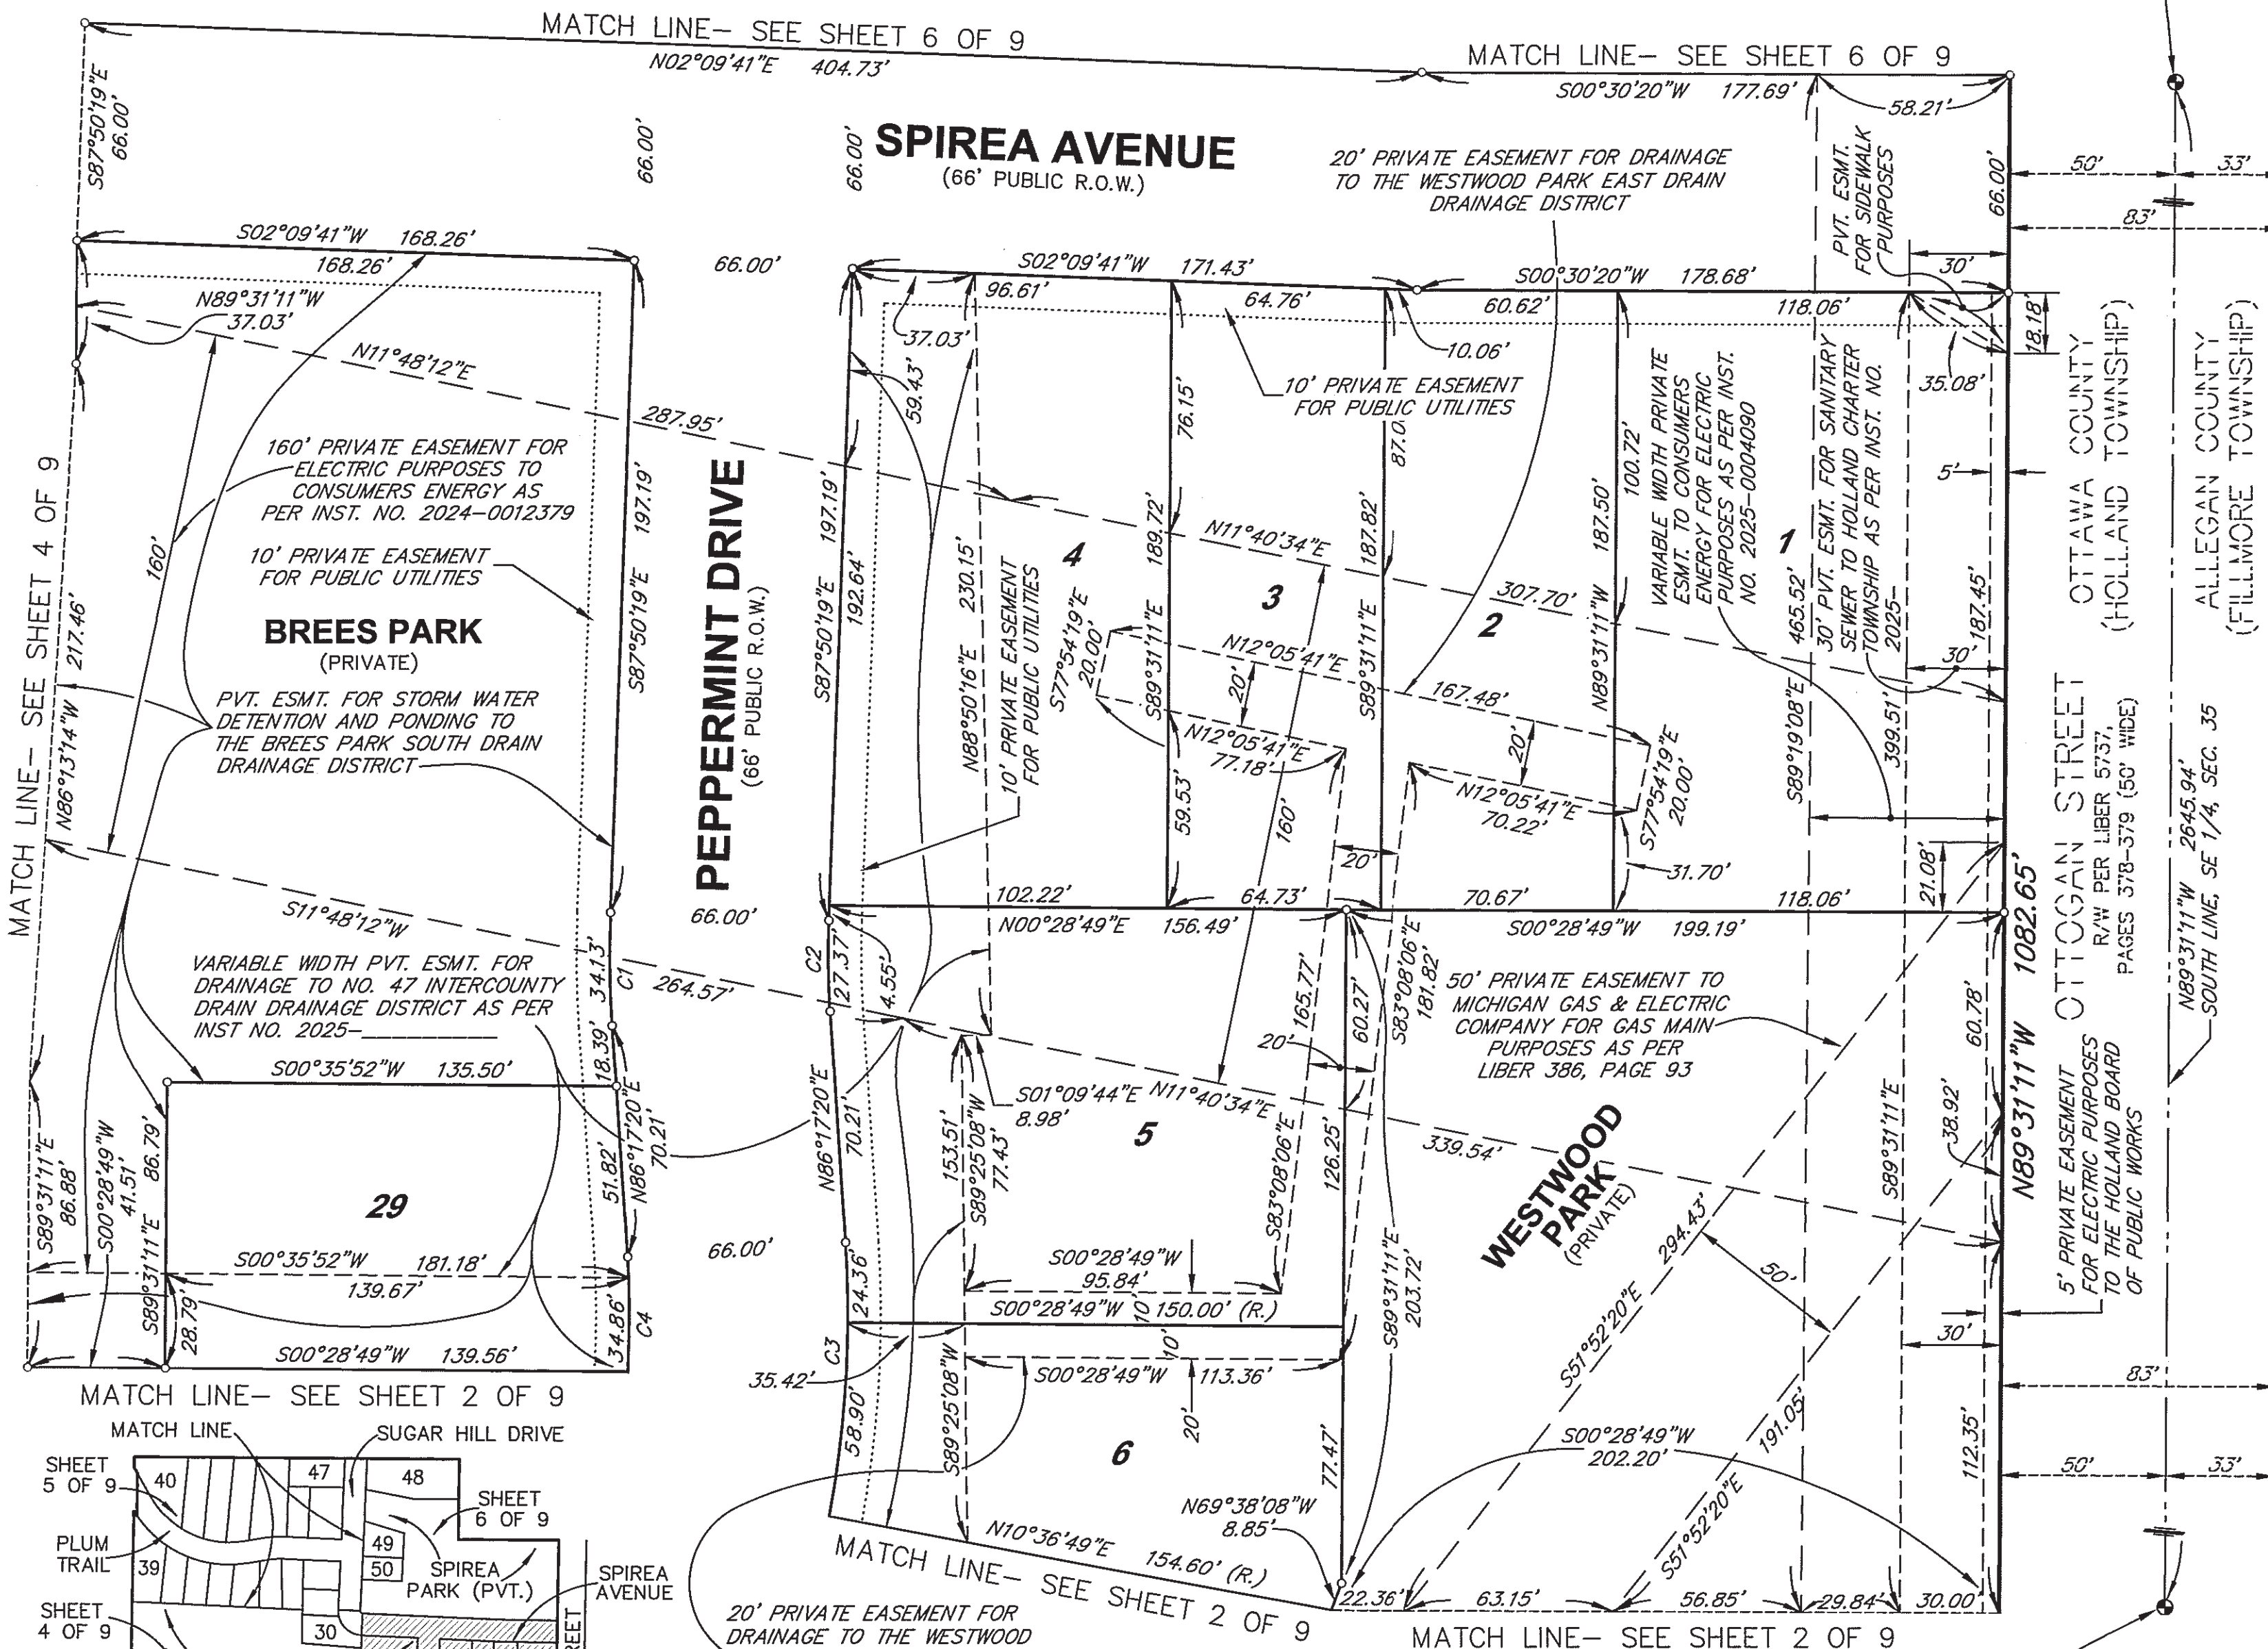 MATCH LINE– SEE SHEET 6 OF 9
N02°09'41"E 404.73'
MATCH LINE– SEE SHEET 6 OF 9
S00°30'20"W 177.69'
58.21'
S87°50'19"E
66.00'
66.00'
66.00'
SPIREA AVENUE
(66' PUBLIC R.O.W.)
20' PRIVATE EASEMENT FOR DRAINAGE
TO THE WESTWOOD PARK EAST DRAIN
DRAINAGE DISTRICT
PVT. ESMT.
FOR SIDEWALK
PURPOSES
66.00'
50'
33'
83'
S02°09'41"W 168.26'
168.26'
66.00'
S02°09'41"W 171.43'
96.61'
64.76'
37.03'
S00°30'20"W 178.68'
60.62'
118.06'
30'
18.18'
10.06'
35.08'
N89°31'11"W
37.03'
N11°48'12"E
287.95'
59.43'
76.15'
87.0
100.72'
10' PRIVATE EASEMENT
FOR PUBLIC UTILITIES
160' PRIVATE EASEMENT FOR
ELECTRIC PURPOSES TO
CONSUMERS ENERGY AS
PER INST. NO. 2024–0012379
10' PRIVATE EASEMENT
FOR PUBLIC UTILITIES
BREES PARK
(PRIVATE)
PVT. ESMT. FOR STORM WATER
DETENTION AND PONDING TO
THE BREES PARK SOUTH DRAIN
DRAINAGE DISTRICT
160'
MATCH LINE– SEE SHEET 4 OF 9
N86°13'14"W 217.46'
S87°50'19"E 197.19'
PEPPERMINT DRIVE
(66' PUBLIC R.O.W.)
197.19'
S87°50'19"E 192.64'
N88°50'16"E 230.15'
10' PRIVATE EASEMENT
FOR PUBLIC UTILITIES
4
3
2
1
S77°54'19"E
20.00'
S89°31'11"E 189.72'
N11°40'34"E
307.70'
N12°05'41"E
167.48'
20'
N12°05'41"E
77.18'
S89°31'11"E 187.82'
N89°31'11"W 187.50'
20'
N12°05'41"E
70.22'
S77°54'19"E
20.00'
59.53'
160'
20'
31.70'
VARIABLE WIDTH PRIVATE
ESMT. TO CONSUMERS
ENERGY FOR ELECTRIC
PURPOSES AS PER INST.
NO. 2025–0004090
S89°19'08"E 465.52'
30' PVT. ESMT. FOR SANITARY
SEWER TO HOLLAND CHARTER
TOWNSHIP AS PER INST. NO.
2025–
399.51'
187.45'
30'
5'
21.08'
OTTAWA COUNTY
(HOLLAND TOWNSHIP)
ALLEGAN COUNTY
(FILLMORE TOWNSHIP)
OTTOGAN STREET
R/W PER LIBER 5737,
PAGES 378–379 (50' WIDE)
N89°31'11"W 2645.94'
SOUTH LINE, SE 1/4, SEC. 35
N89°31'11"W 1082.65'
S11°48'12"W
264.57'
66.00'
102.22'
64.73'
70.67'
118.06'
N00°28'49"E 156.49'
S00°28'49"W 199.19'
34.13'
C1
C2
27.37'
4.55'
VARIABLE WIDTH PVT. ESMT. FOR
DRAINAGE TO NO. 47 INTERCOUNTY
DRAIN DRAINAGE DISTRICT AS PER
INST NO. 2025–__________
S00°35'52"W 135.50'
18.39'
N86°17'20"E
70.21'
51.82'
N86°17'20"E 70.21'
S89°31'11"E
86.88'
S00°28'49"W
41.51'
S89°31'11"E 86.79'
28.79'
29
S00°35'52"W 181.18'
139.67'
S00°28'49"W 139.56'
34.86'
C4
66.00'
24.36'
C3
58.90'
35.42'
153.51'
S89°25'08"W
77.43'
S01°09'44"E
8.98'
N11°40'34"E
339.54'
5
165.77'
20'
60.27'
S83°08'06"E
181.82'
126.25'
S83°08'06"E
S00°28'49"W
95.84'
S00°28'49"W 150.00' (R.)
10'
10'
S00°28'49"W 113.36'
20'
S89°25'08"W
6
77.47'
S89°31'11"E
203.72'
50' PRIVATE EASEMENT TO
MICHIGAN GAS & ELECTRIC
COMPANY FOR GAS MAIN
PURPOSES AS PER
LIBER 386, PAGE 93
WESTWOOD
PARK
(PRIVATE)
S51°52'20"E 294.43'
50'
S51°52'20"E 191.05'
S89°31'11"E
60.78'
38.92'
112.35'
30'
5' PRIVATE EASEMENT
FOR ELECTRIC PURPOSES
TO THE HOLLAND BOARD
OF PUBLIC WORKS
83'
50'
33'
S00°28'49"W
202.20'
N69°38'08"W
8.85'
N10°36'49"E 154.60' (R.)
MATCH LINE– SEE SHEET 2 OF 9
22.36'
63.15'
56.85'
29.84'
30.00'
MATCH LINE– SEE SHEET 2 OF 9
MATCH LINE– SEE SHEET 2 OF 9
20' PRIVATE EASEMENT FOR
DRAINAGE TO THE WESTWOOD
MATCH LINE
SUGAR HILL DRIVE
SHEET
5 OF 9
40
47
48
SHEET
6 OF 9
PLUM
TRAIL
39
49
50
SPIREA
PARK (PVT.)
SPIREA
AVENUE
SHEET
4 OF 9
30
REET